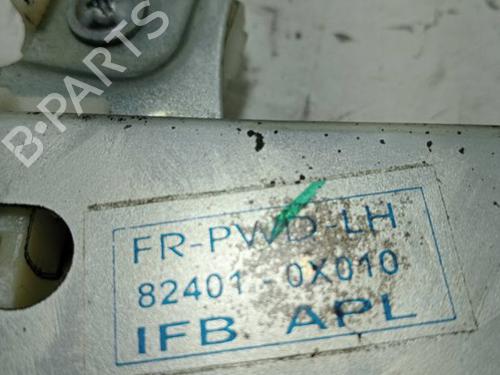 B-PARTS
FR-PWD-LH
82401-0X010
IFB APL